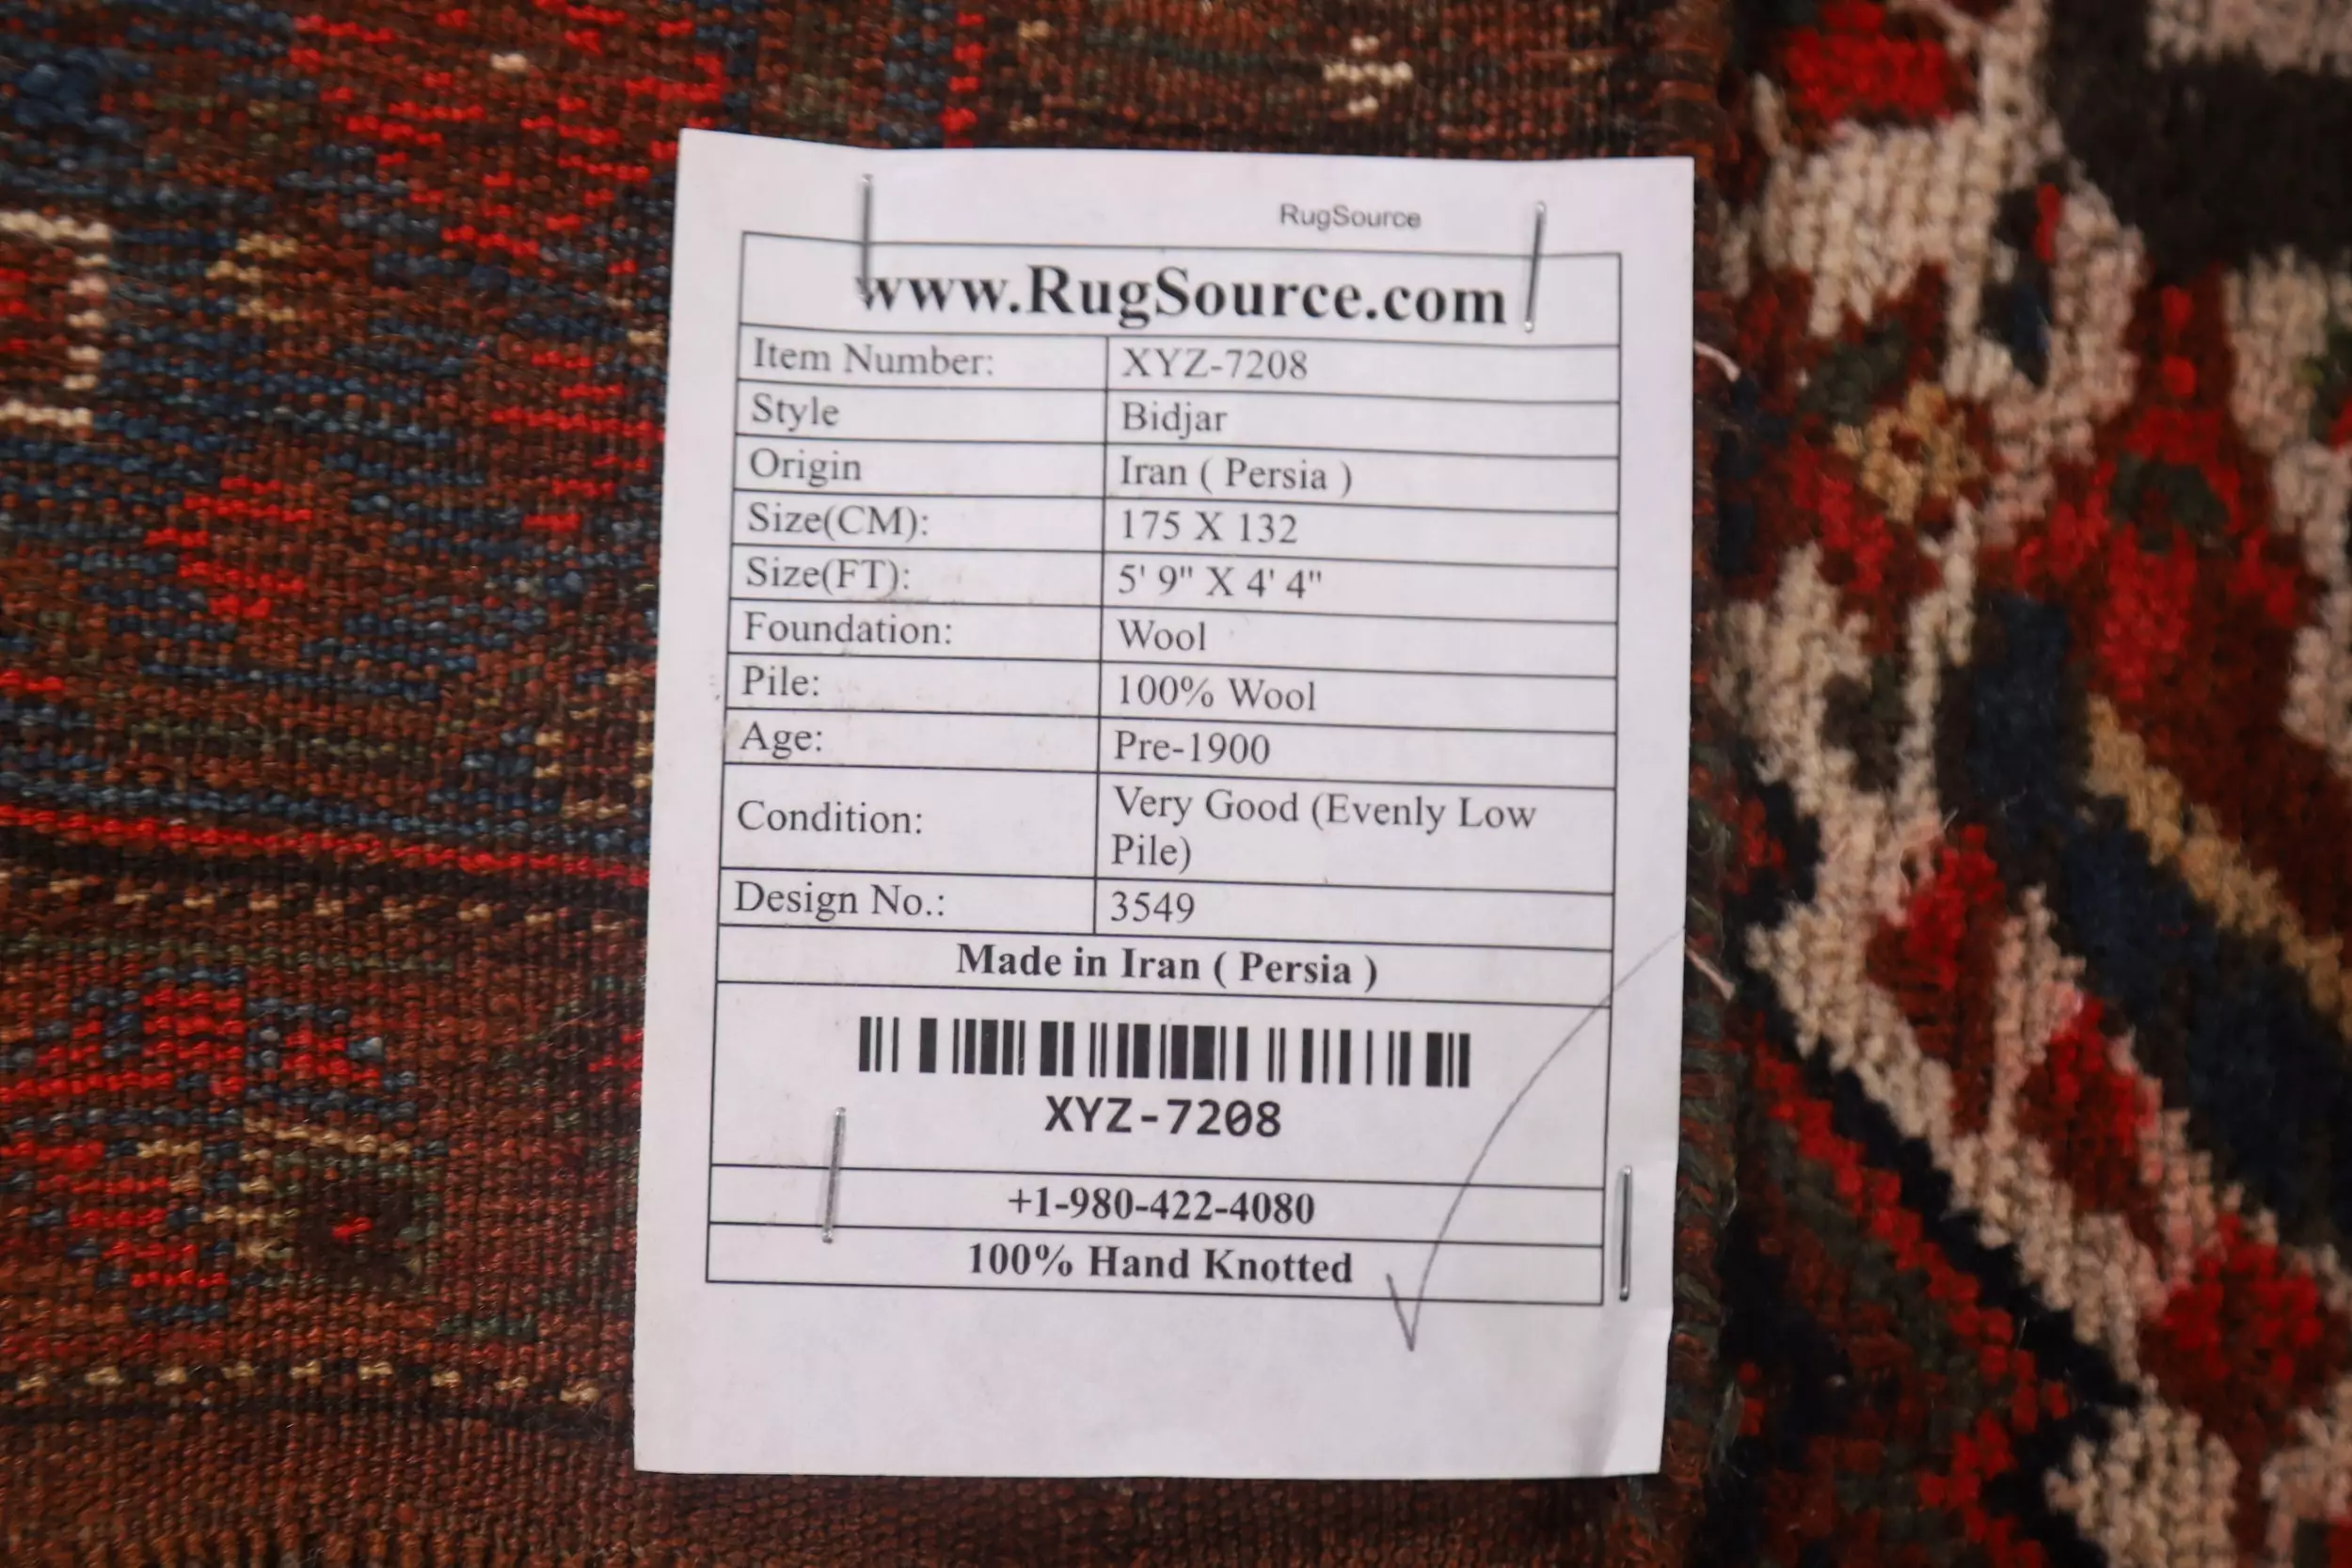 RugSource
www.RugSource.com
Item Number: XYZ-7208
Style Bidjar
Origin Iran ( Persia )
Size(CM): 175 X 132
Size(FT): 5' 9" X 4' 4"
Foundation: Wool
Pile: 100% Wool
Age: Pre-1900
Condition: Very Good (Evenly Low
Pile)
Design No.: 3549
Made in Iran ( Persia )
XYZ-7208
+1-980-422-4080
100% Hand Knotted